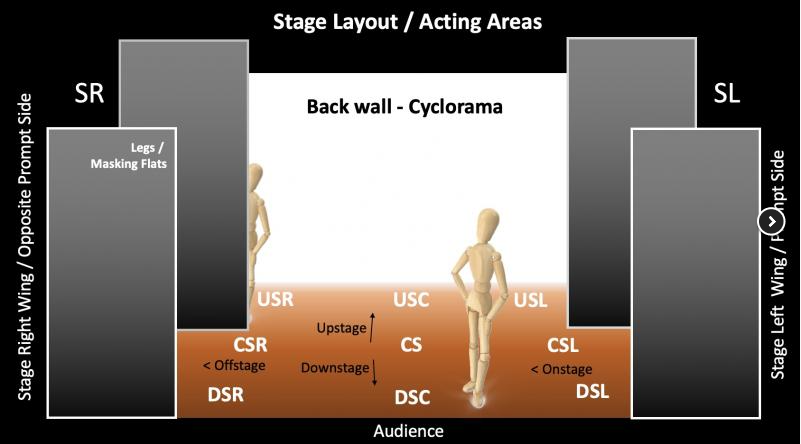 Stage Layout / Acting Areas
SR
SL
Back wall - Cyclorama
Legs /
Masking Flats
Stage Right Wing / Opposite Prompt Side
Stage Left Wing / Side
USR
USC
USL
Upstage
CSR
CS
CSL
< Offstage
Downstage
< Onstage
DSR
DSC
DSL
Audience